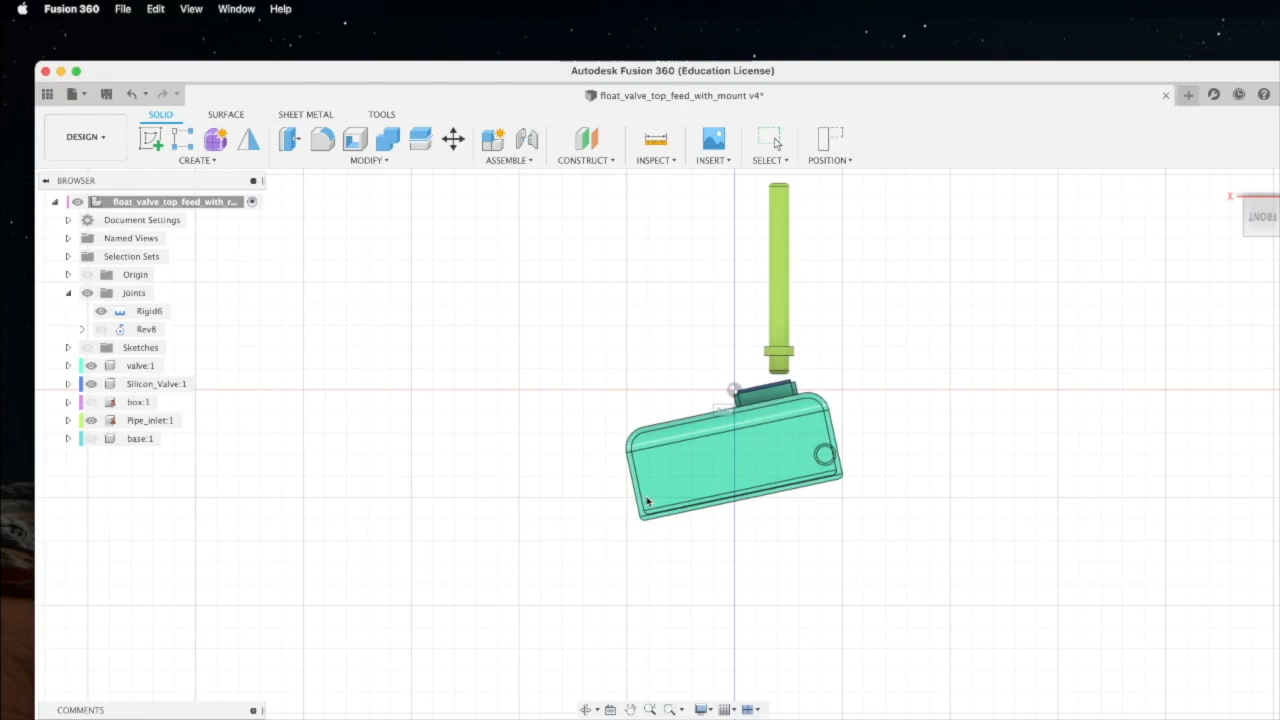 Fusion 360 File Edit View Window Help
Autodesk Fusion 360 (Education License)
float_valve_top_feed_with_mount v4*
SOLID SURFACE SHEET METAL TOOLS
DESIGN
CREATE MODIFY ASSEMBLE CONSTRUCT INSPECT INSERT SELECT POSITION
BROWSER
float_valve_top_feed_with_r...
Document Settings
Named Views
Selection Sets
Origin
Joints
Rigid6
Rev8
Sketches
valve:1
Silicon_Valve:1
box:1
Pipe_inlet:1
base:1
X
FRONT
COMMENTS